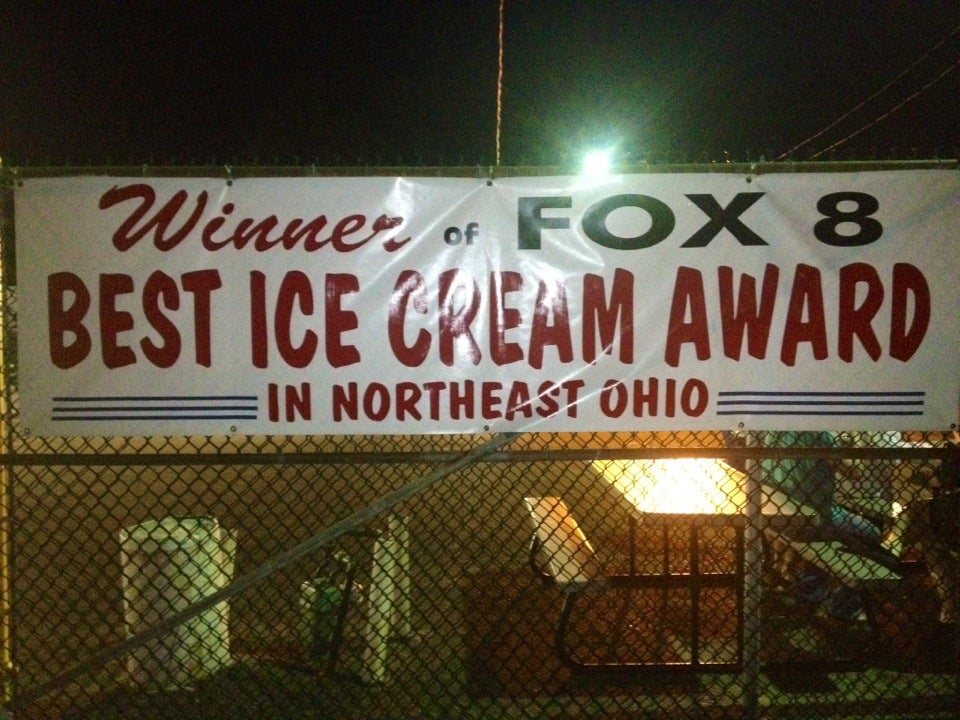 Winner of FOX 8
BEST ICE CREAM AWARD
IN NORTHEAST OHIO